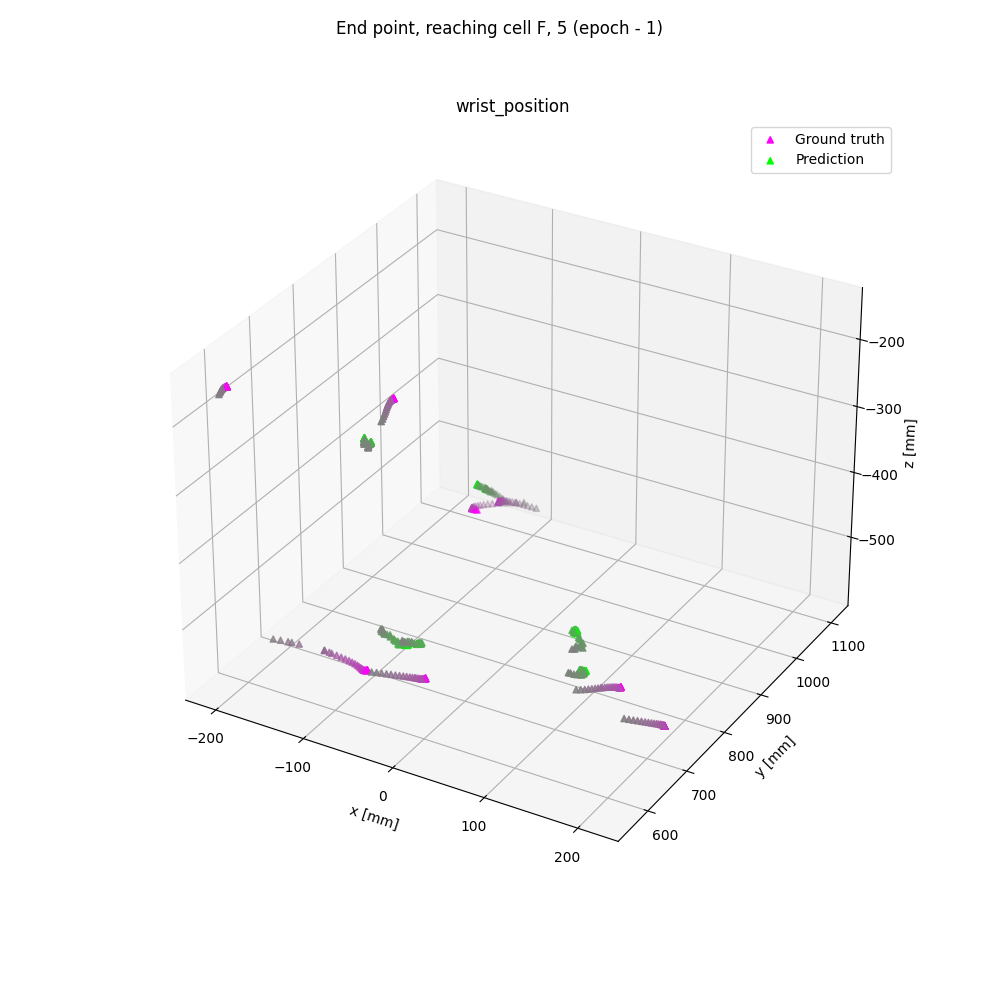 End point, reaching cell F, 5 (epoch - 1)
wrist_position
Ground truth
Prediction
−200
−300
−400
−500
z [mm]
1100
1000
900
800
700
600
y [mm]
−200
−100
0
100
200
x [mm]